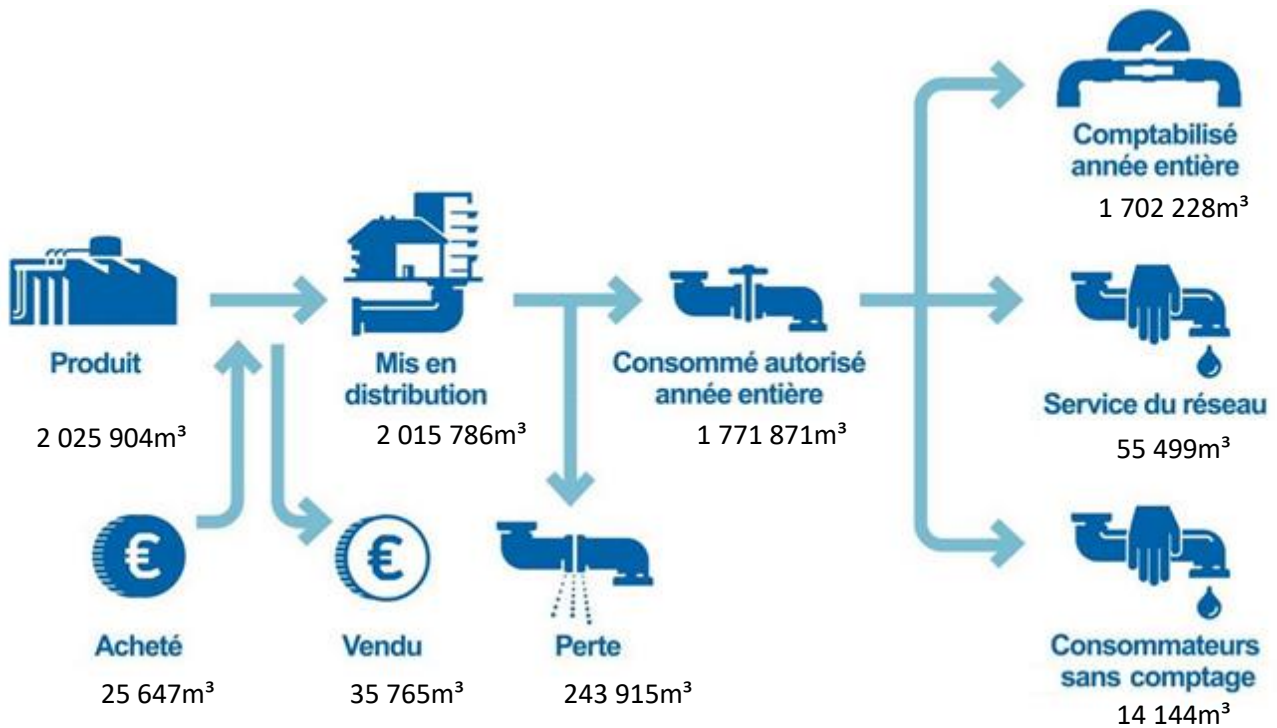 Comptabilisé
année entière
1 702 228m³
Produit
2 025 904m³
Mis en
distribution
2 015 786m³
Consommé autorisé
année entière
1 771 871m³
Service du réseau
55 499m³
€
Acheté
25 647m³
€
Vendu
35 765m³
Perte
243 915m³
Consommateurs
sans comptage
14 144m³